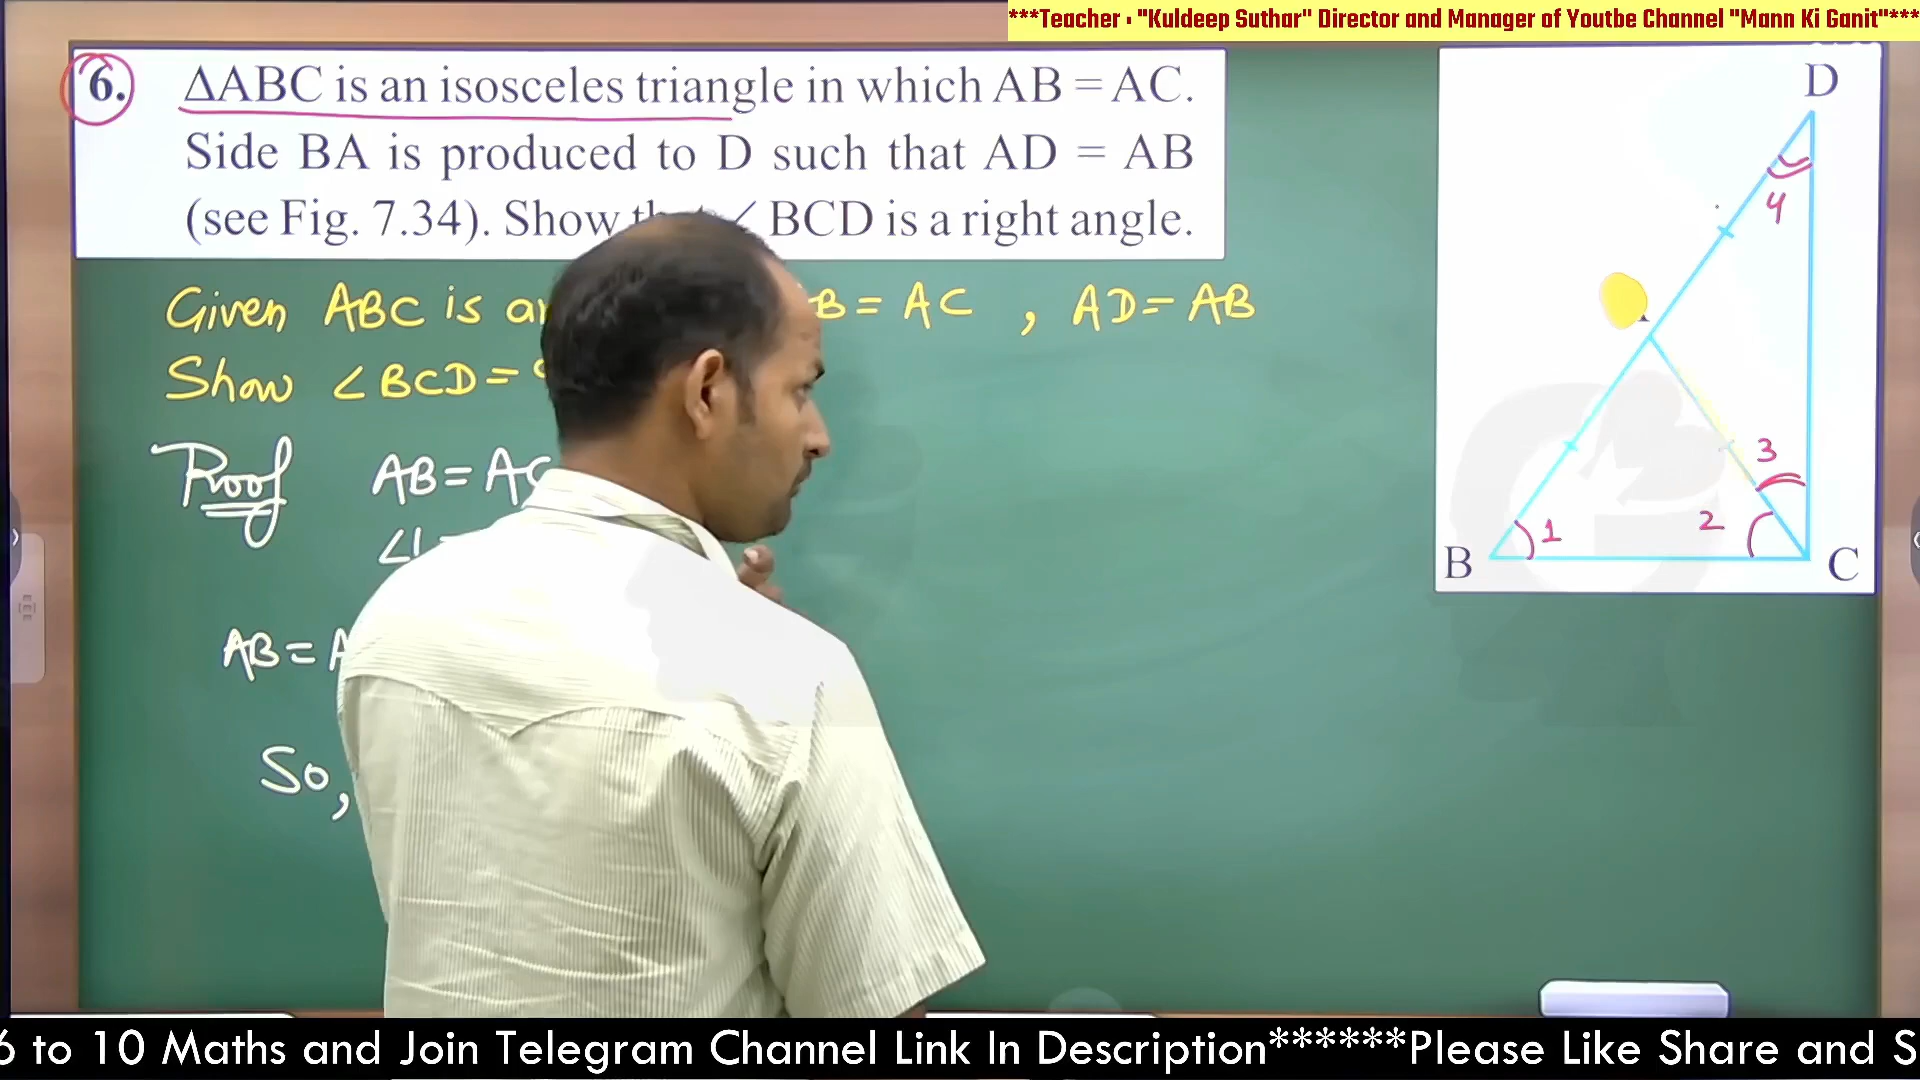 ***Teacher : "Kuldeep Suthar" Director and Manager of Youtbe Channel "Mann Ki Ganit"***
6. ΔABC is an isosceles triangle in which AB = AC.
Side BA is produced to D such that AD = AB
(see Fig. 7.34). Show ∠ BCD is a right angle.
Given ABC is B = AC , AD = AB
Show ∠BCD =
Proof AB = AC
∠1
AB =
So,
D
4
3
2
1
B
C
6 to 10 Maths and Join Telegram Channel Link In Description******Please Like Share and S